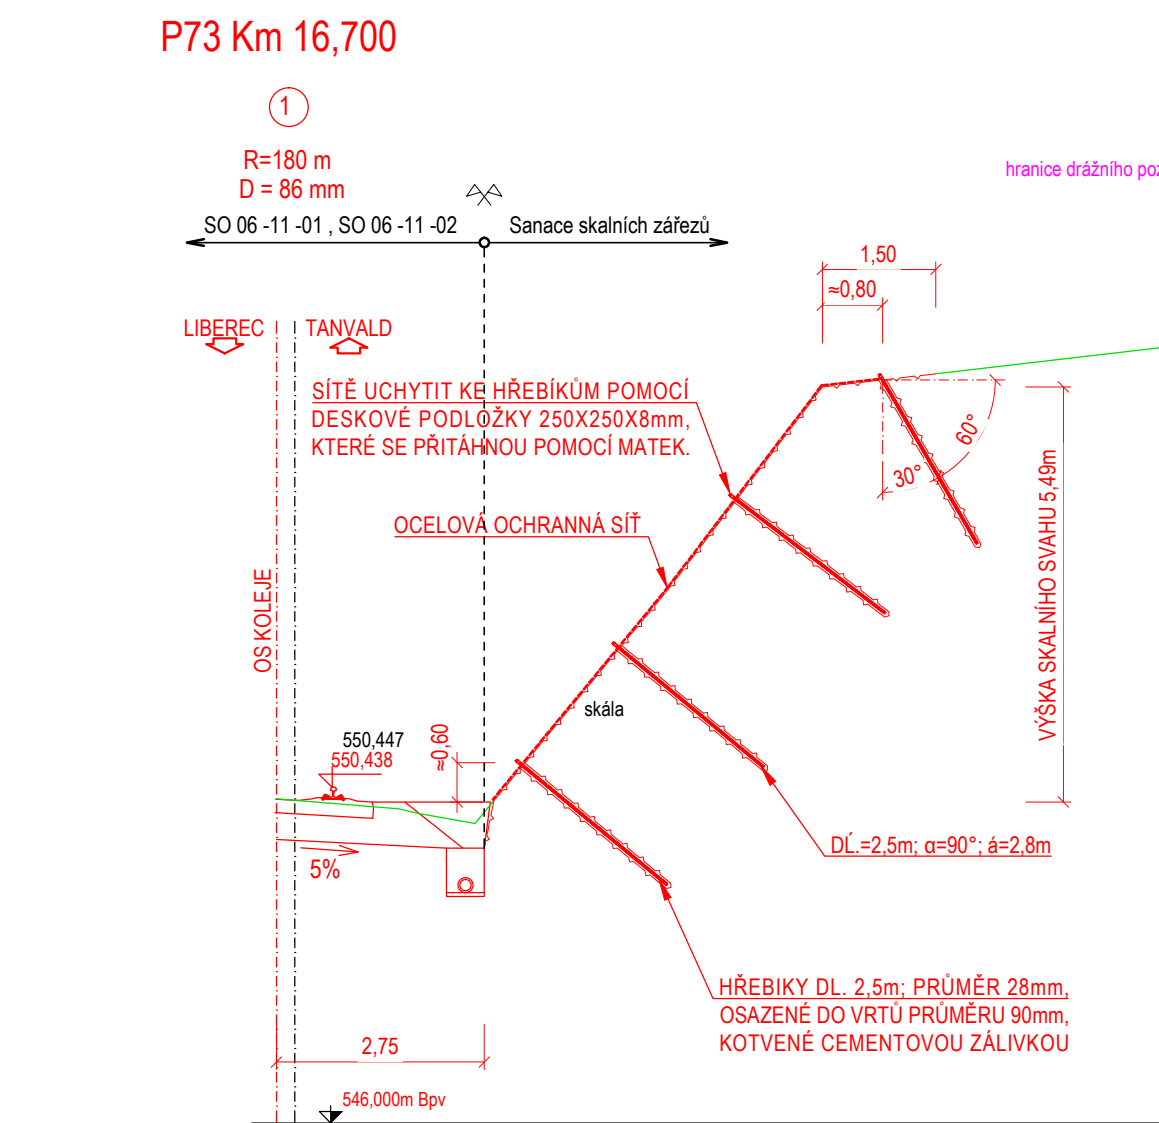 P73 Km 16,700
1
R=180 m
D = 86 mm
hranice drážního poz
SO 06 -11 -01 , SO 06 -11 -02
Sanace skalních zářezů
1,50
≈0,80
LIBEREC
TANVALD
SÍTĚ UCHYTIT KE HŘEBÍKŮM POMOCÍ
DESKOVÉ PODLOŽKY 250X250X8mm,
KTERÉ SE PŘITÁHNOU POMOCÍ MATEK.
60°
30°
VÝŠKA SKALNÍHO SVAHU 5,49m
OCELOVÁ OCHRANNÁ SÍŤ
OS KOLEJE
skála
≈0,60
550,447
550,438
5%
DĹ.=2,5m; α=90°; á=2,8m
HŘEBIKY DL. 2,5m; PRŮMĚR 28mm,
OSAZENÉ DO VRTŮ PRŮMĚRU 90mm,
KOTVENÉ CEMENTOVOU ZÁLIVKOU
2,75
546,000m Bpv